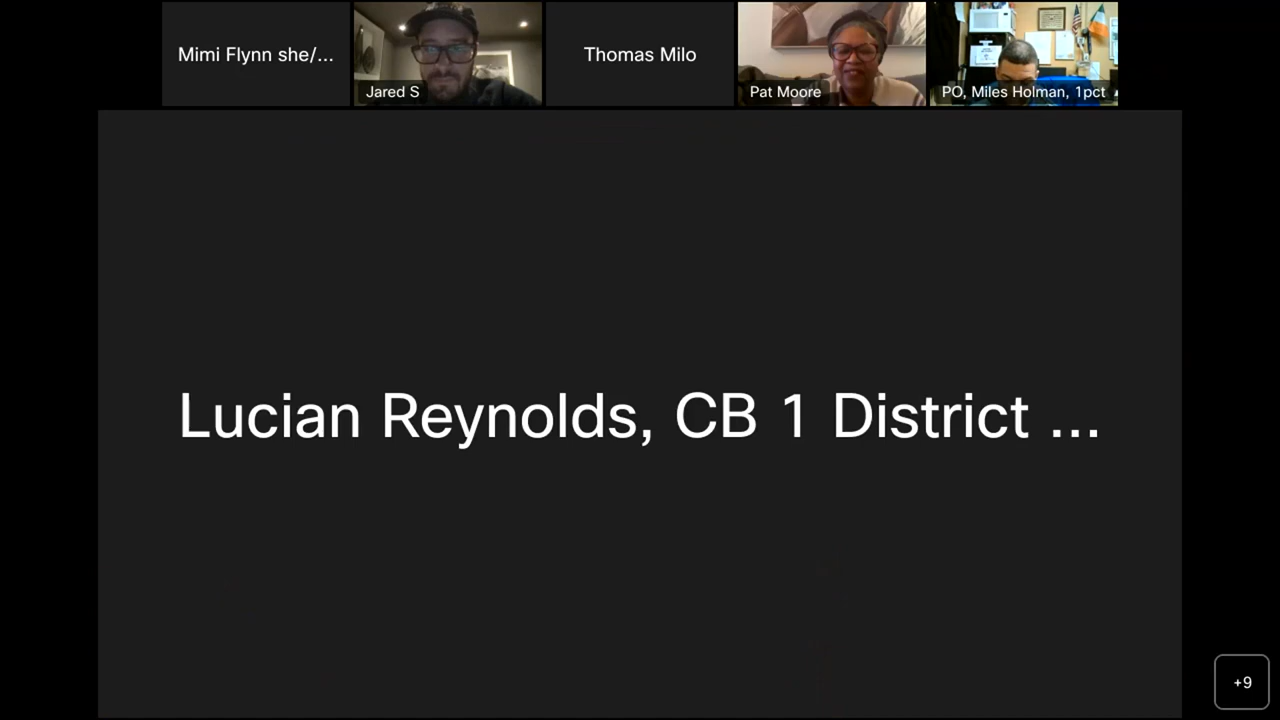 Mimi Flynn she/...
Jared S
Thomas Milo
Pat Moore
PO, Miles Holman, 1pct
Lucian Reynolds, CB 1 District ...
+9